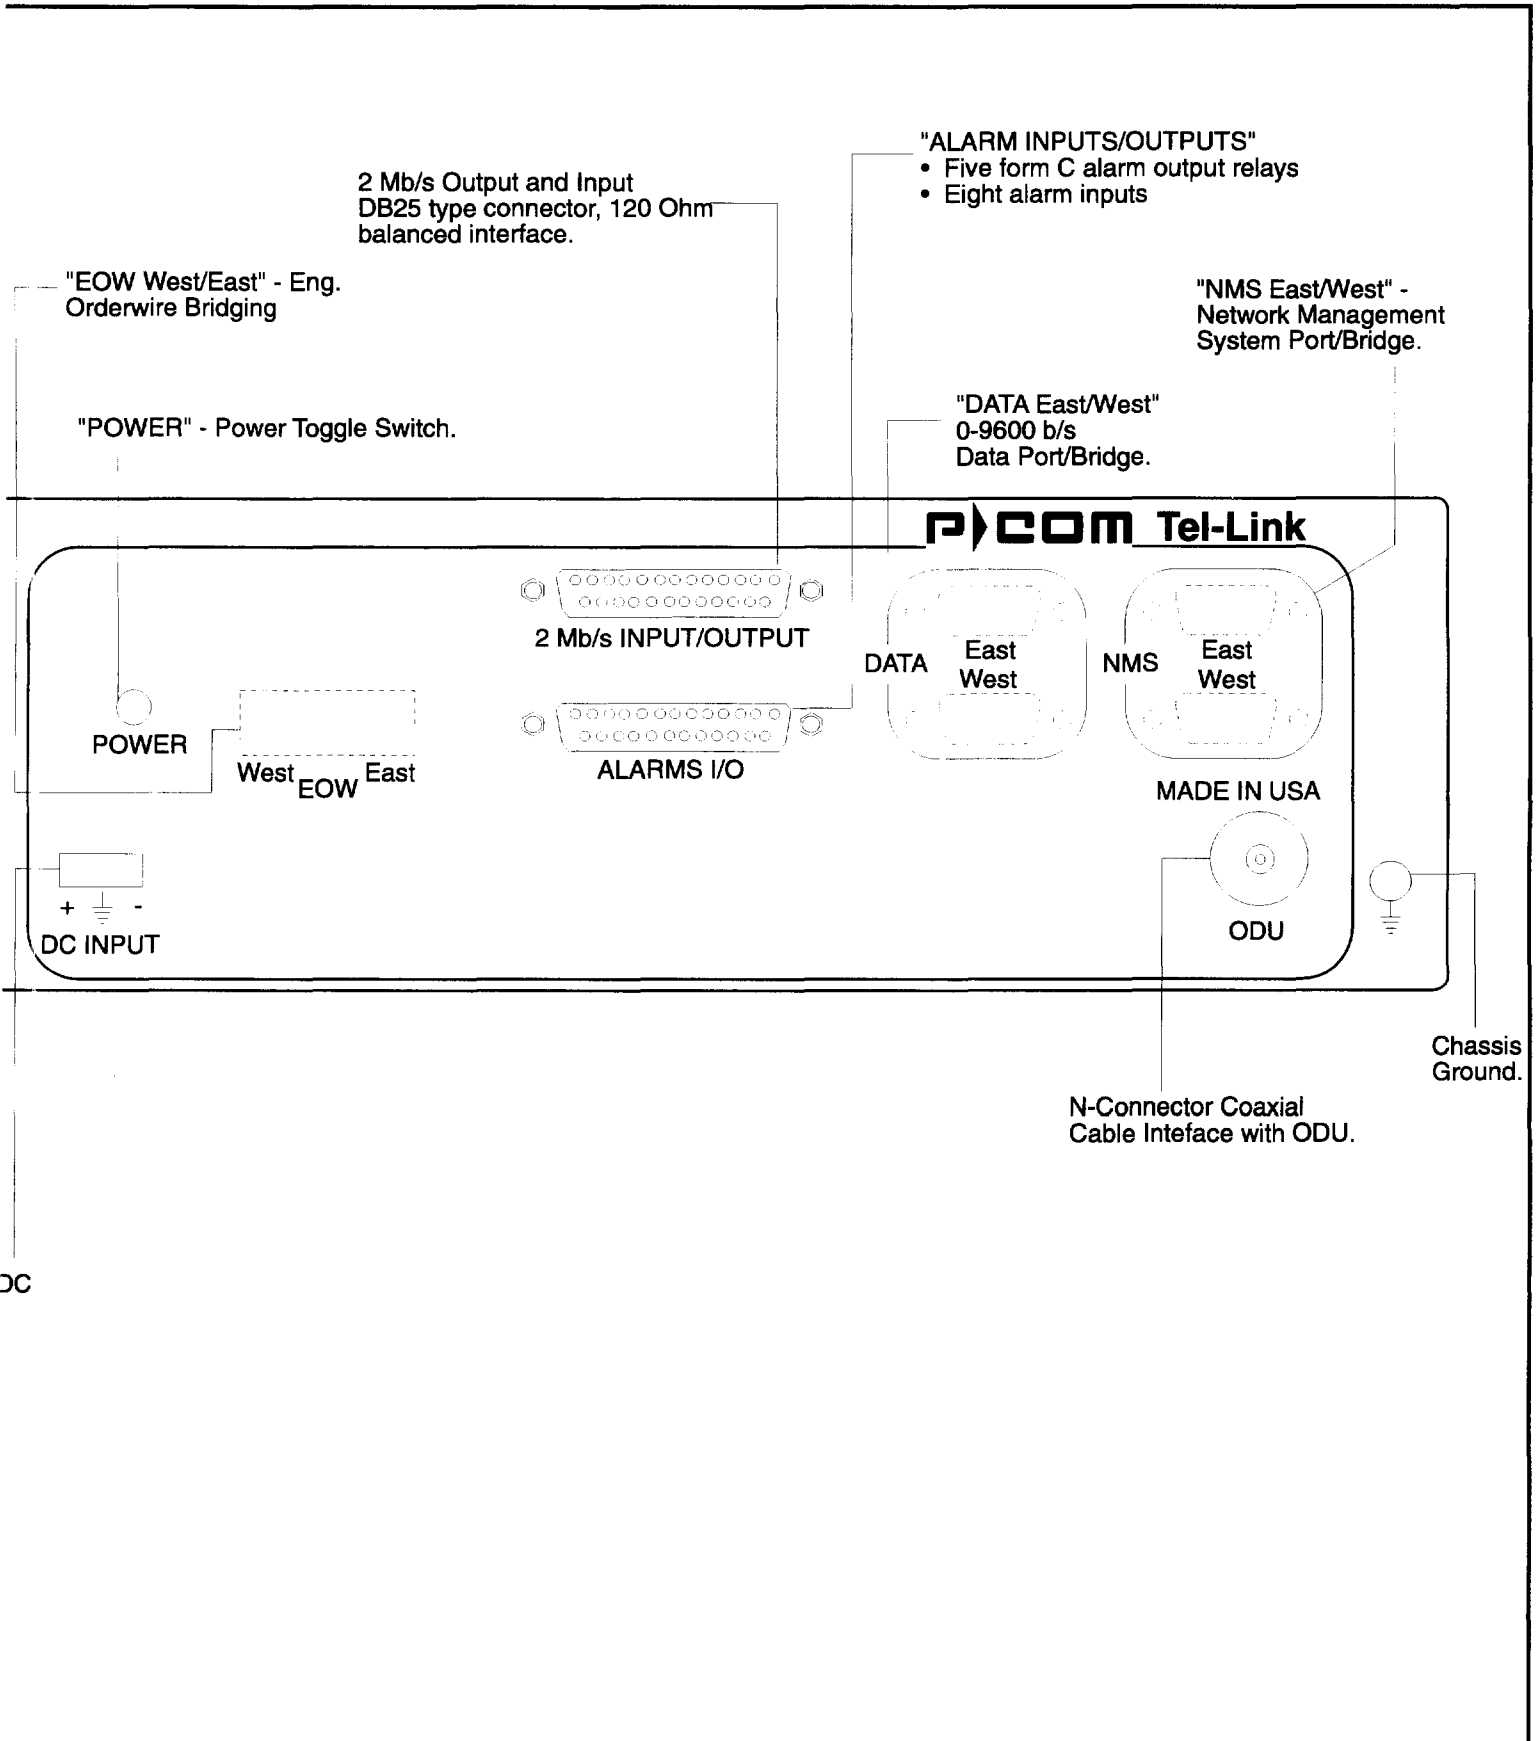 "ALARM INPUTS/OUTPUTS"
• Five form C alarm output relays
• Eight alarm inputs
2 Mb/s Output and Input
DB25 type connector, 120 Ohm
balanced interface.
"EOW West/East" - Eng.
Orderwire Bridging
"NMS East/West" -
Network Management
System Port/Bridge.
"DATA East/West"
0-9600 b/s
Data Port/Bridge.
"POWER" - Power Toggle Switch.
P COM Tel-Link
2 Mb/s INPUT/OUTPUT
DATA
East
West
NMS
East
West
POWER
West EOW East
ALARMS I/O
MADE IN USA
+ -
DC INPUT
ODU
Chassis
Ground.
N-Connector Coaxial
Cable Inteface with ODU.
DC